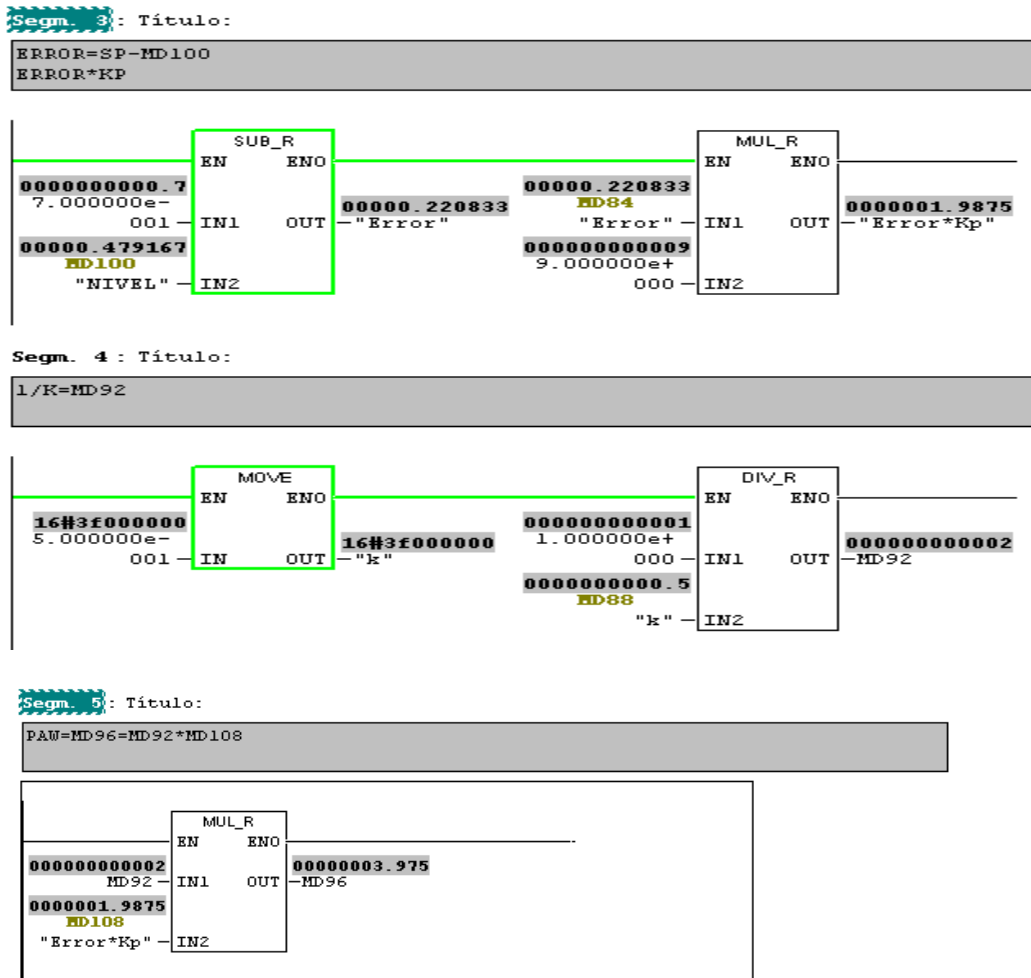 Segm. 3: Título:
ERROR=SP-MD100
ERROR*KP
SUB_R
MUL_R
EN ENO
EN ENO
0000000000.7
7.000000e-
001 IN1 OUT
00000.220833
"Error"
00000.220833
MD84
"Error" IN1 OUT
0000001.9875
"Error*Kp"
00000.479167
MD100
"NIVEL" IN2
000000000009
9.000000e+
000 IN2
Segm. 4: Título:
1/K=MD92
MOVE
DIV_R
EN ENO
EN ENO
16#3f000000
5.000000e-
001 IN OUT
16#3f000000
"k"
000000000001
1.000000e+
000 IN1 OUT
000000000002
MD92
0000000000.5
MD88
"k" IN2
Segm. 5: Título:
PAW=MD96=MD92*MD108
MUL_R
EN ENO
000000000002
MD92 IN1 OUT
00000003.975
MD96
0000001.9875
MD108
"Error*Kp" IN2